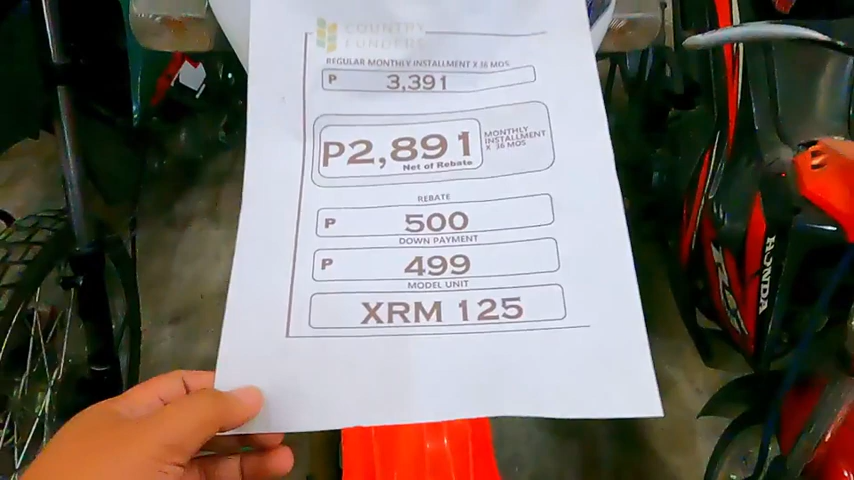 COUNTRY
FUNDERS
REGULAR MONTHLY INSTALLMENT X 36 MOS
P 3,391
P2,891
Net of Rebate
MONTHLY
INSTALLMENT
X 36 MOS
REBATE
P 500
DOWN PAYMENT
P 499
MODEL UNIT
XRM 125
HONDA